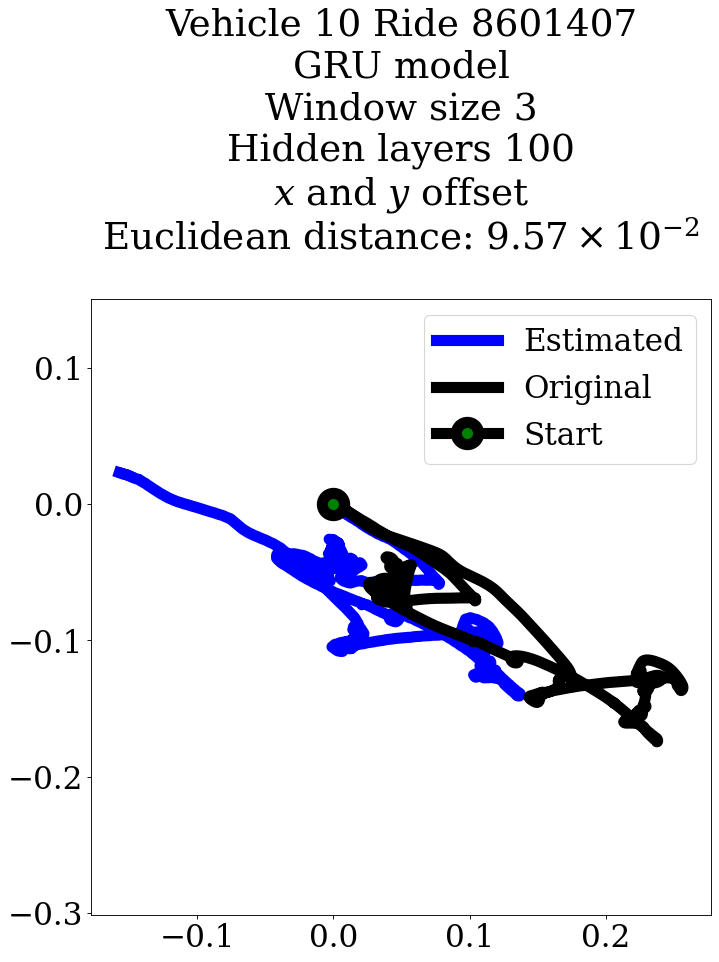 Vehicle 10 Ride 8601407
GRU model
Window size 3
Hidden layers 100
x and y offset
Euclidean distance: 9.57 × 10⁻²
Estimated
Original
Start
0.1
0.0
−0.1
−0.2
−0.3
−0.1
0.0
0.1
0.2